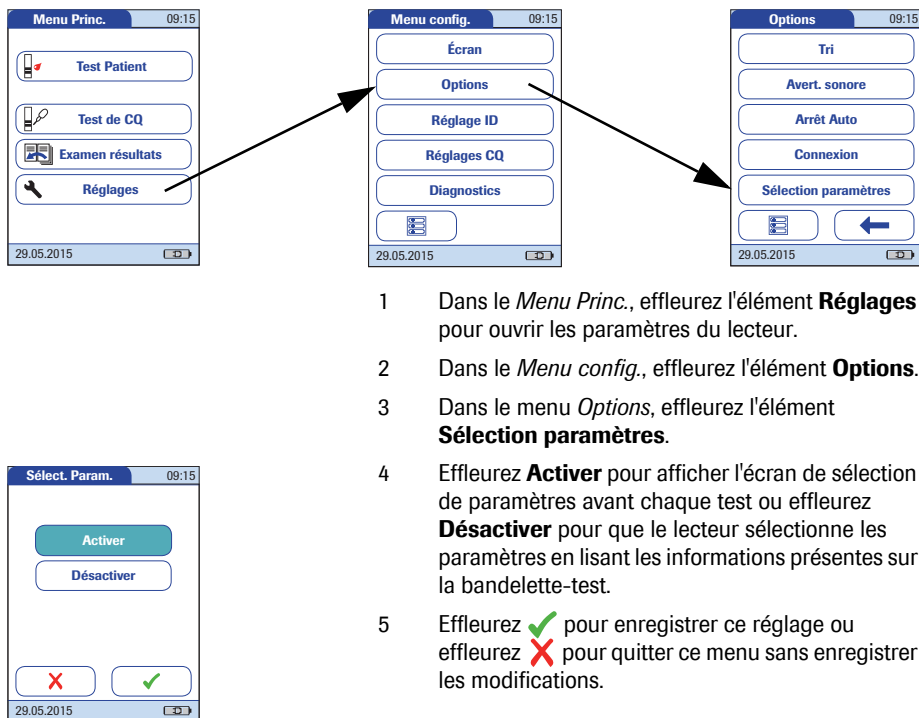 Menu Princ. 09:15
Test Patient
Test de CQ
Examen résultats
Réglages
29.05.2015
Menu config. 09:15
Écran
Options
Réglage ID
Réglages CQ
Diagnostics
29.05.2015
Options 09:15
Tri
Avert. sonore
Arrêt Auto
Connexion
Sélection paramètres
29.05.2015
1 Dans le Menu Princ., effleurez l'élément Réglages
pour ouvrir les paramètres du lecteur.
2 Dans le Menu config., effleurez l'élément Options.
3 Dans le menu Options, effleurez l'élément
Sélection paramètres.
Sélect. Param. 09:15
Activer
Désactiver
29.05.2015
4 Effleurez Activer pour afficher l'écran de sélection
de paramètres avant chaque test ou effleurez
Désactiver pour que le lecteur sélectionne les
paramètres en lisant les informations présentes sur
la bandelette-test.
5 Effleurez ✓ pour enregistrer ce réglage ou
effleurez ✗ pour quitter ce menu sans enregistrer
les modifications.